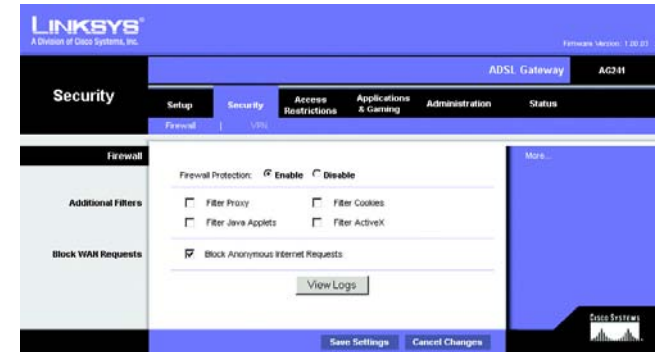 LINKSYS®
A Division of Cisco Systems, Inc.
Firmware Version: 1.00.01
ADSL Gateway AG241
Security
Setup Security Access Restrictions Applications & Gaming Administration Status
Firewall | VPN
Firewall
Firewall Protection: Enable Disable
More...
Additional Filters
Filter Proxy Filter Cookies
Filter Java Applets Filter ActiveX
Block WAN Requests
Block Anonymous Internet Requests
View Logs
Save Settings Cancel Changes
CISCO SYSTEMS